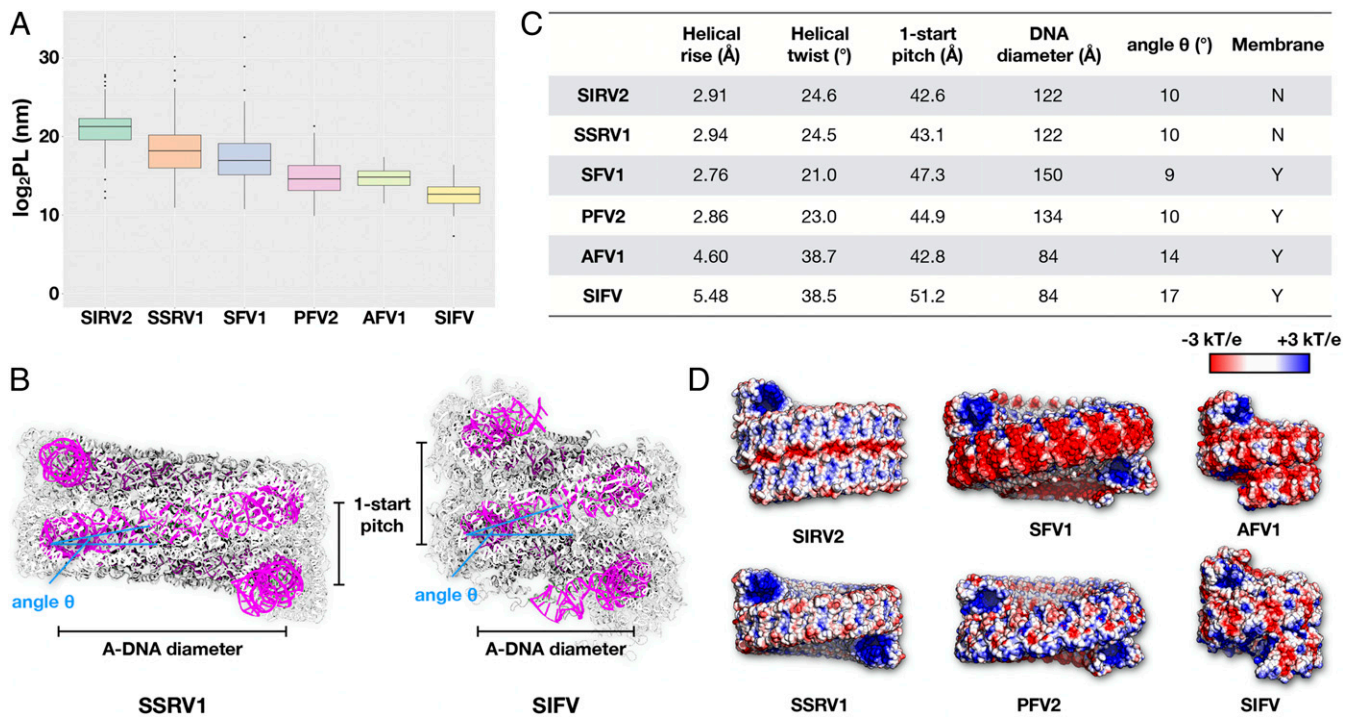 A
log₂PL (nm)
30
20
10
0
SIRV2 SSRV1 SFV1 PFV2 AFV1 SIFV
C
Helical rise (Å) Helical twist (°) 1-start pitch (Å) DNA diameter (Å) angle θ (°) Membrane
SIRV2 2.91 24.6 42.6 122 10 N
SSRV1 2.94 24.5 43.1 122 10 N
SFV1 2.76 21.0 47.3 150 9 Y
PFV2 2.86 23.0 44.9 134 10 Y
AFV1 4.60 38.7 42.8 84 14 Y
SIFV 5.48 38.5 51.2 84 17 Y
B
1-start
pitch
angle θ
angle θ
A-DNA diameter
A-DNA diameter
SSRV1
SIFV
D
-3 kT/e +3 kT/e
SIRV2
SFV1
AFV1
SSRV1
PFV2
SIFV